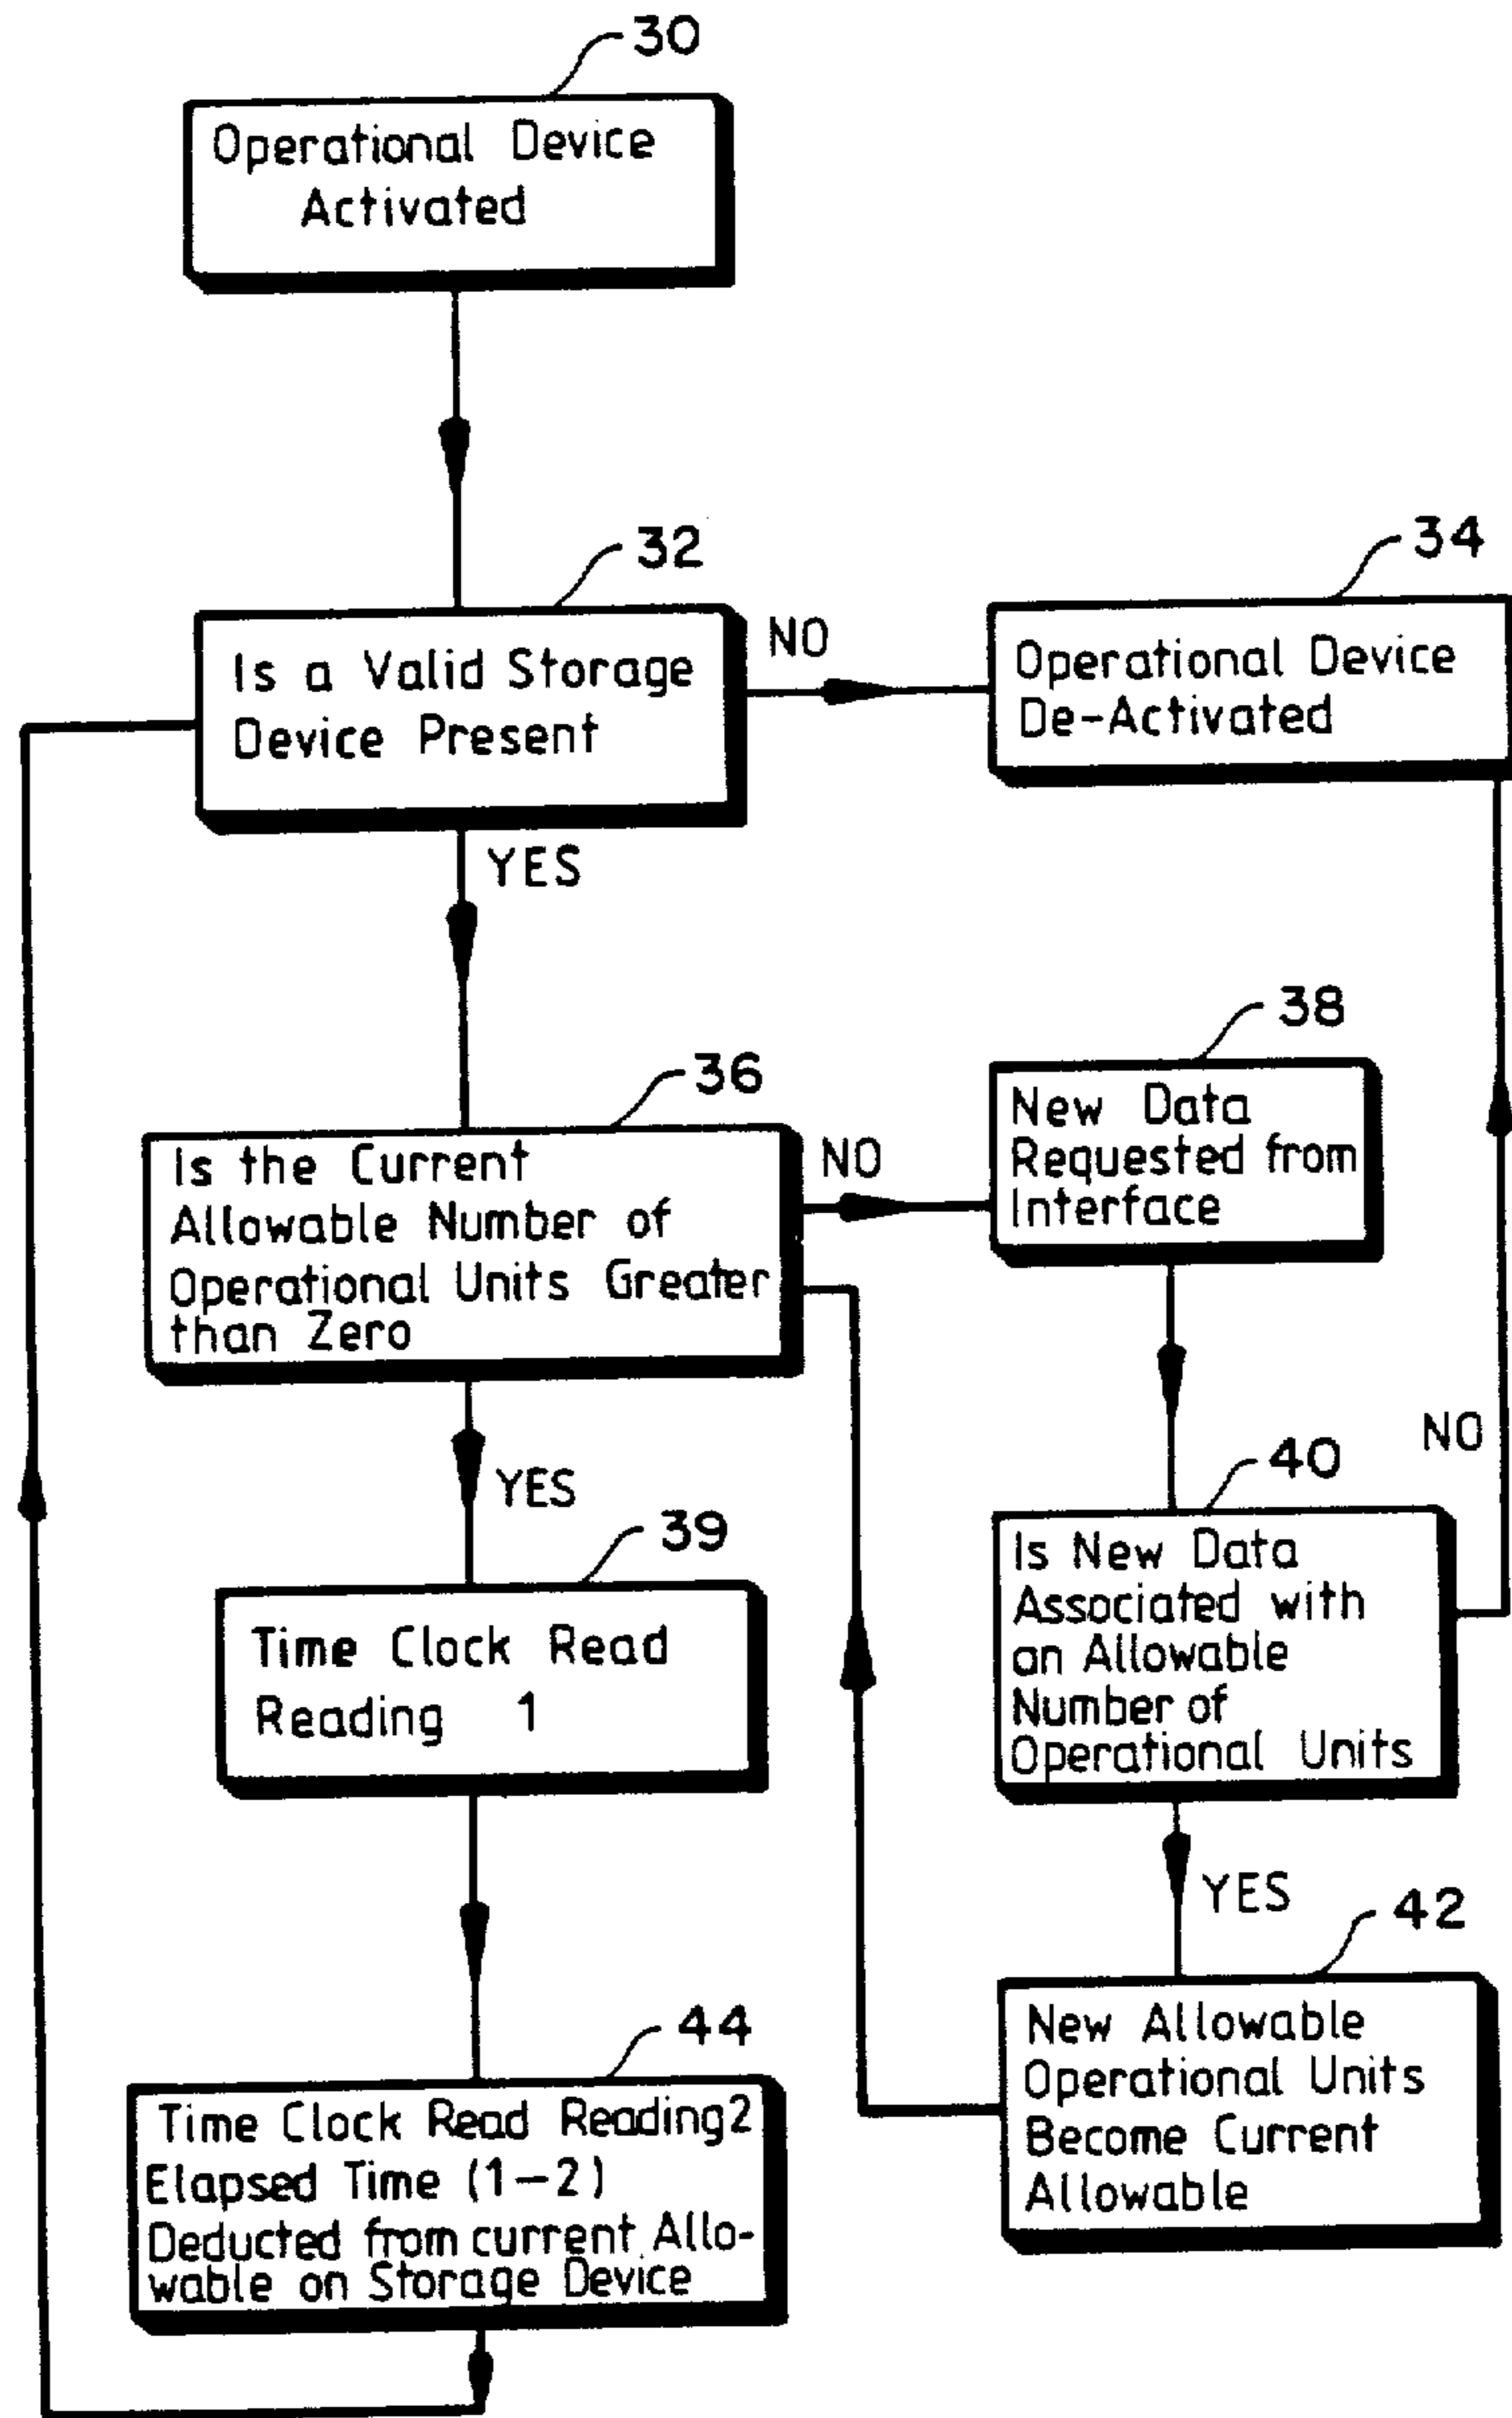 30
Operational Device
Activated
32
Is a Valid Storage
Device Present
NO
34
Operational Device
De-Activated
YES
36
Is the Current
Allowable Number of
Operational Units Greater
than Zero
NO
38
New Data
Requested from
Interface
YES
39
Time Clock Read
Reading 1
40
Is New Data
Associated with
an Allowable
Number of
Operational Units
NO
YES
42
New Allowable
Operational Units
Become Current
Allowable
44
Time Clock Read Reading2
Elapsed Time (1-2)
Deducted from current Allo-
wable on Storage Device